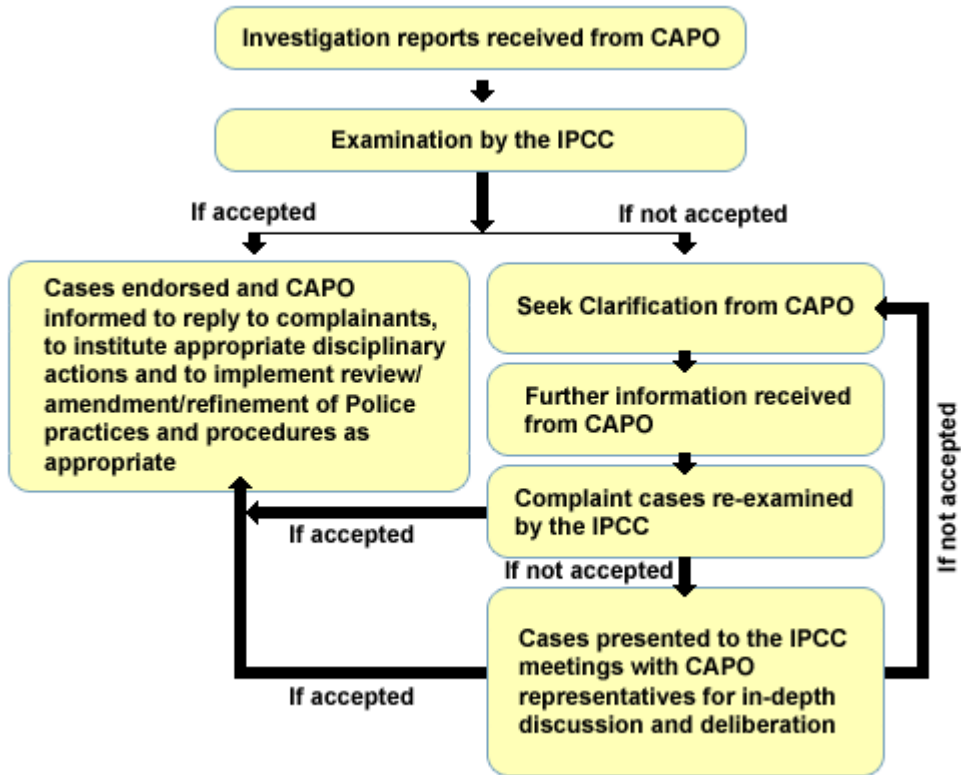 Investigation reports received from CAPO
Examination by the IPCC
If accepted
If not accepted
Cases endorsed and CAPO
informed to reply to complainants,
to institute appropriate disciplinary
actions and to implement review/
amendment/refinement of Police
practices and procedures as
appropriate
Seek Clarification from CAPO
Further information received
from CAPO
Complaint cases re-examined
by the IPCC
If accepted
If not accepted
Cases presented to the IPCC
meetings with CAPO
representatives for in-depth
discussion and deliberation
If accepted
If not accepted